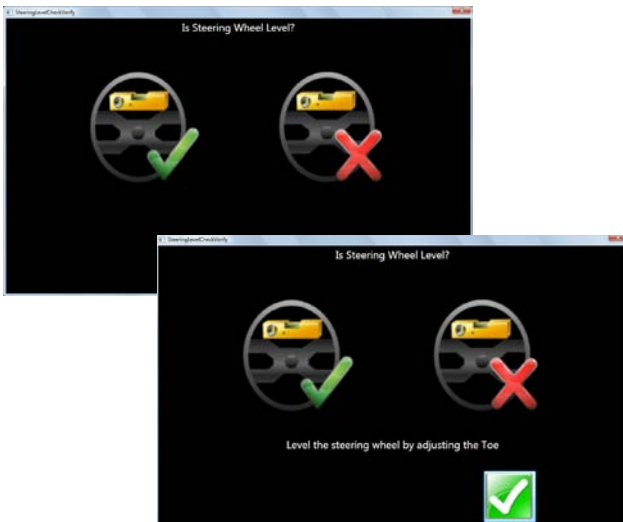 SteeringLevelCheckVerify
Is Steering Wheel Level?
SteeringLevelCheckVerify
Is Steering Wheel Level?
Level the steering wheel by adjusting the Toe